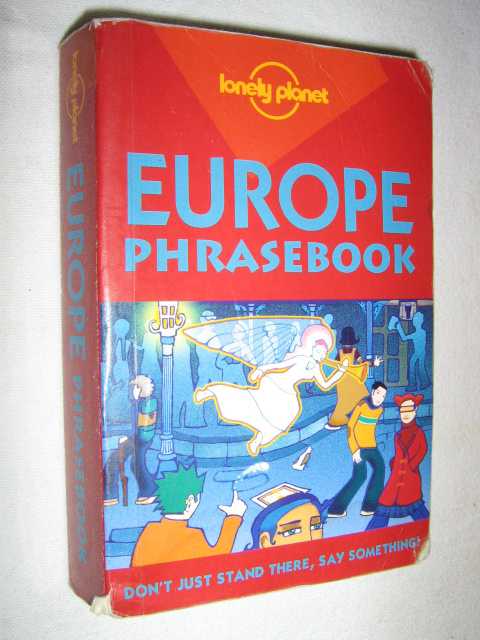 lonely planet
EUROPE
PHRASEBOOK
DON'T JUST STAND THERE, SAY SOMETHING!
lonely planet
EUROPE PHRASEBOOK